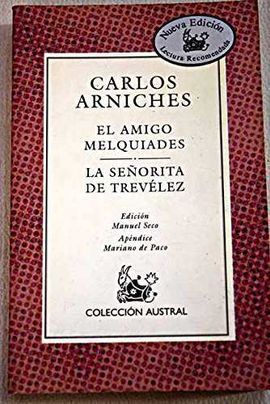 Nueva Edición
Lectura Recomendada
CARLOS
ARNICHES
EL AMIGO
MELQUIADES
LA SEÑORITA
DE TREVÉLEZ
Edición
Manuel Seco
Apéndice
Mariano de Paco
COLECCIÓN AUSTRAL